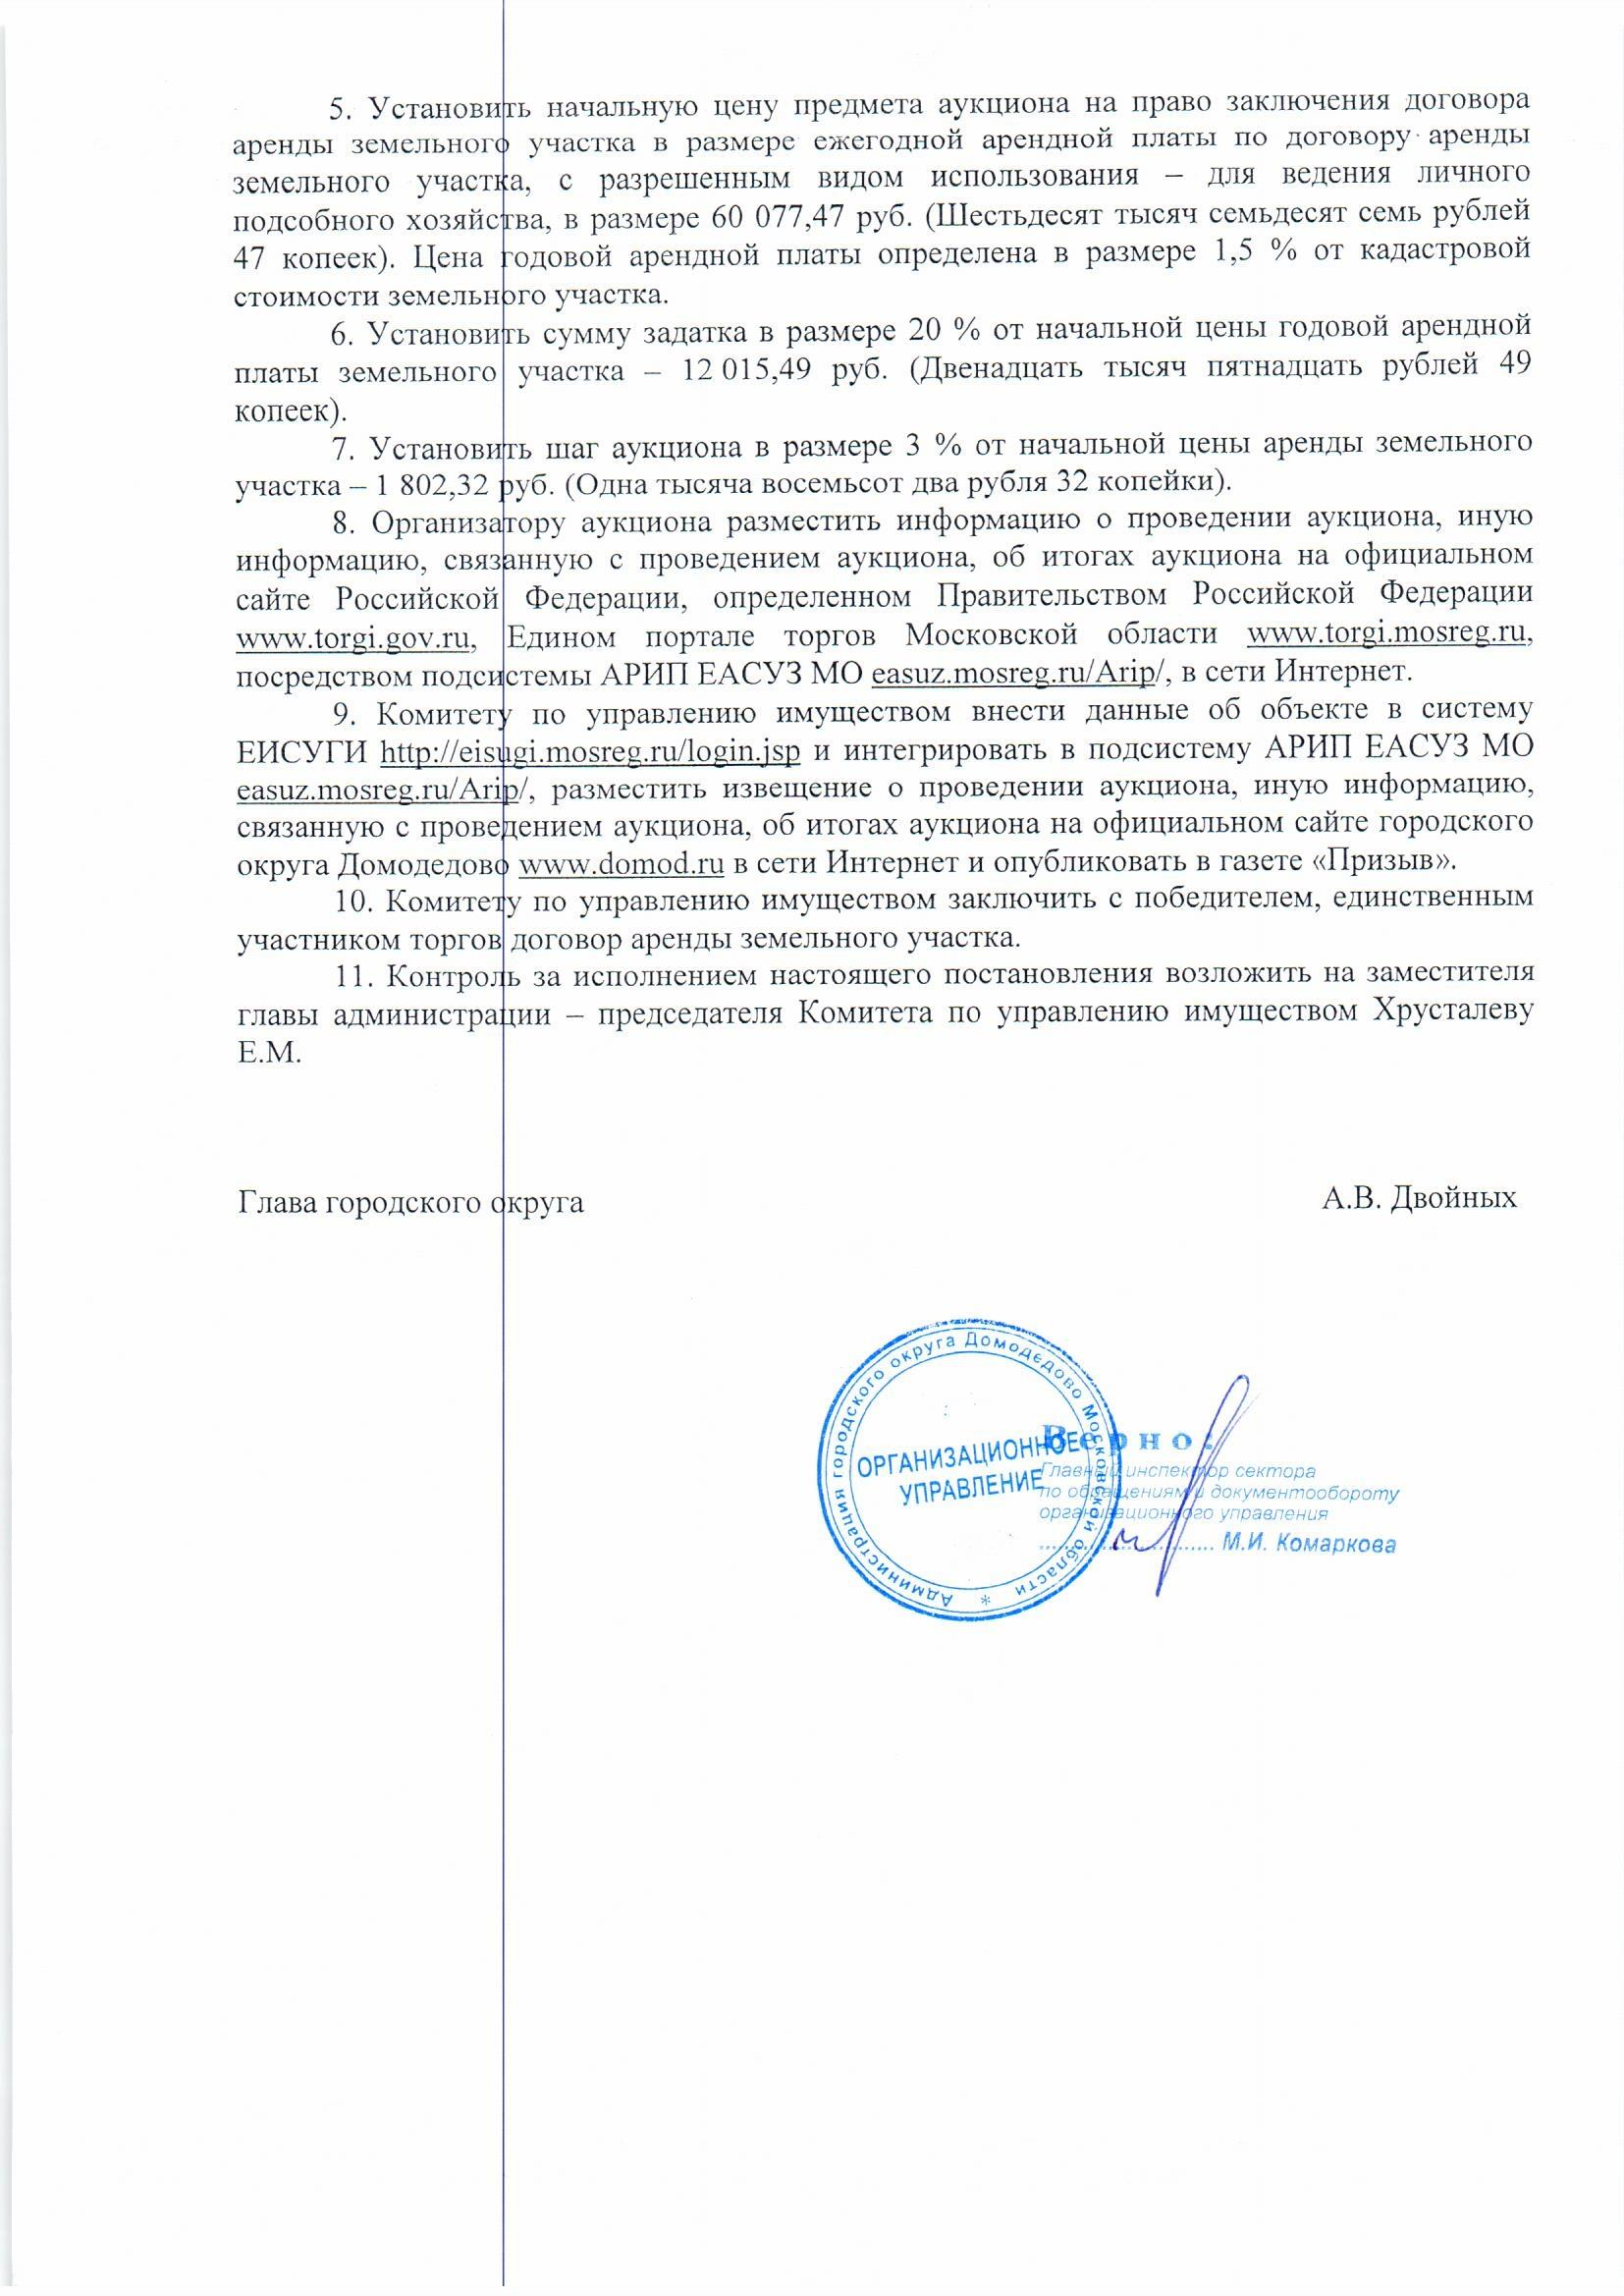 5. Установить начальную цену предмета аукциона на право заключения договора
аренды земельного участка в размере ежегодной арендной платы по договору аренды
земельного участка, с разрешенным видом использования – для ведения личного
подсобного хозяйства, в размере 60 077,47 руб. (Шестьдесят тысяч семьдесят семь рублей
47 копеек). Цена годовой арендной платы определена в размере 1,5 % от кадастровой
стоимости земельного участка.
6. Установить сумму задатка в размере 20 % от начальной цены годовой арендной
платы земельного участка – 12 015,49 руб. (Двенадцать тысяч пятнадцать рублей 49
копеек).
7. Установить шаг аукциона в размере 3 % от начальной цены аренды земельного
участка – 1 802,32 руб. (Одна тысяча восемьсот два рубля 32 копейки).
8. Организатору аукциона разместить информацию о проведении аукциона, иную
информацию, связанную с проведением аукциона, об итогах аукциона на официальном
сайте Российской Федерации, определенном Правительством Российской Федерации
www.torgi.gov.ru, Едином портале торгов Московской области www.torgi.mosreg.ru,
посредством подсистемы АРИП ЕАСУЗ МО easuz.mosreg.ru/Arip/, в сети Интернет.
9. Комитету по управлению имуществом внести данные об объекте в систему
ЕИСУГИ http://eisugi.mosreg.ru/login.jsp и интегрировать в подсистему АРИП ЕАСУЗ МО
easuz.mosreg.ru/Arip/, разместить извещение о проведении аукциона, иную информацию,
связанную с проведением аукциона, об итогах аукциона на официальном сайте городского
округа Домодедово www.domod.ru в сети Интернет и опубликовать в газете «Призыв».
10. Комитету по управлению имуществом заключить с победителем, единственным
участником торгов договор аренды земельного участка.
11. Контроль за исполнением настоящего постановления возложить на заместителя
главы администрации – председателя Комитета по управлению имуществом Хрусталеву
Е.М.
Глава городского округа А.В. Двойных
Администрация городского округа Домодедово Московской области *
ОРГАНИЗАЦИОННОЕ
УПРАВЛЕНИЕ
Верно:
Главный инспектор сектора
по обращениям и документообороту
организационного управления
М.И. Комаркова